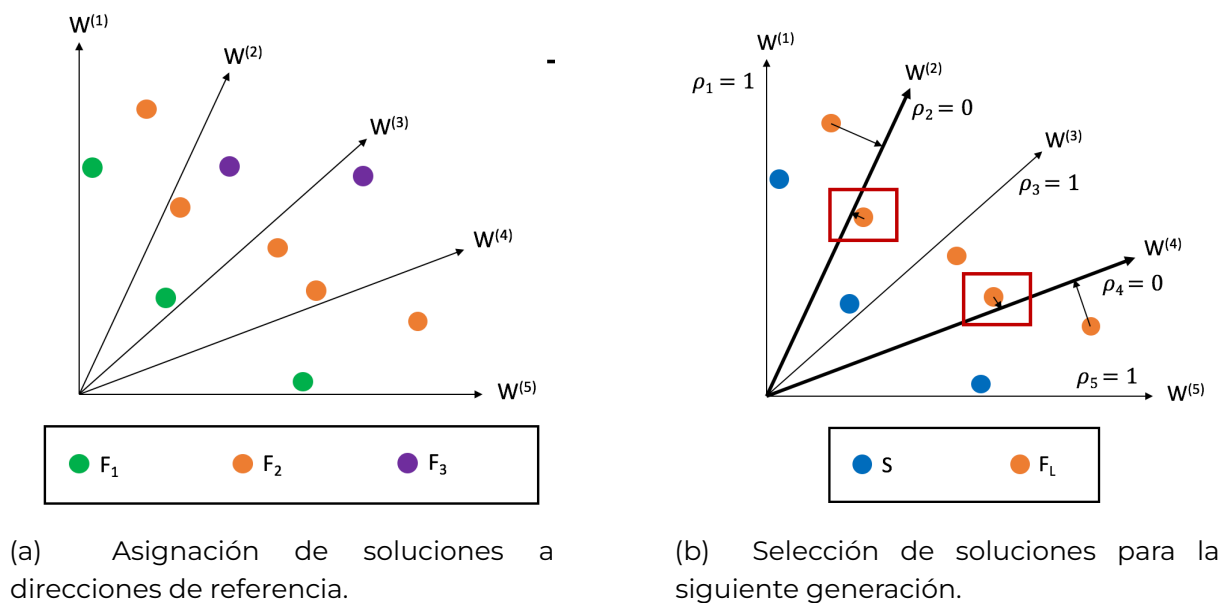 W(1)
W(2)
W(3)
W(4)
W(5)
F1
F2
F3
(a) Asignación de soluciones a
direcciones de referencia.
-
W(1)
ρ1 = 1
W(2)
ρ2 = 0
W(3)
ρ3 = 1
W(4)
ρ4 = 0
ρ5 = 1
W(5)
S
FL
(b) Selección de soluciones para la
siguiente generación.